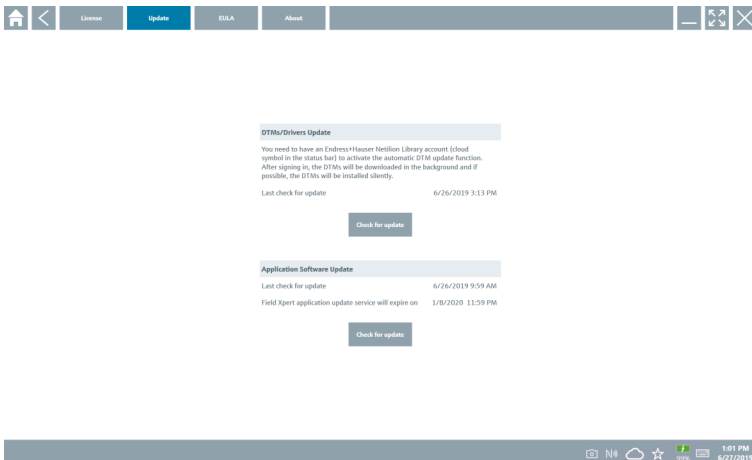 License
Update
EULA
About
DTMs/Drivers Update
You need to have an Endress+Hauser Netilion Library account (cloud
symbol in the status bar) to activate the automatic DTM update function.
After signing in, the DTMs will be downloaded in the background and if
possible, the DTMs will be installed silently.
Last check for update 6/26/2019 3:13 PM
Check for update
Application Software Update
Last check for update 6/26/2019 9:59 AM
Field Xpert application update service will expire on 1/8/2020 11:59 PM
Check for update
99%
1:01 PM
6/27/2019